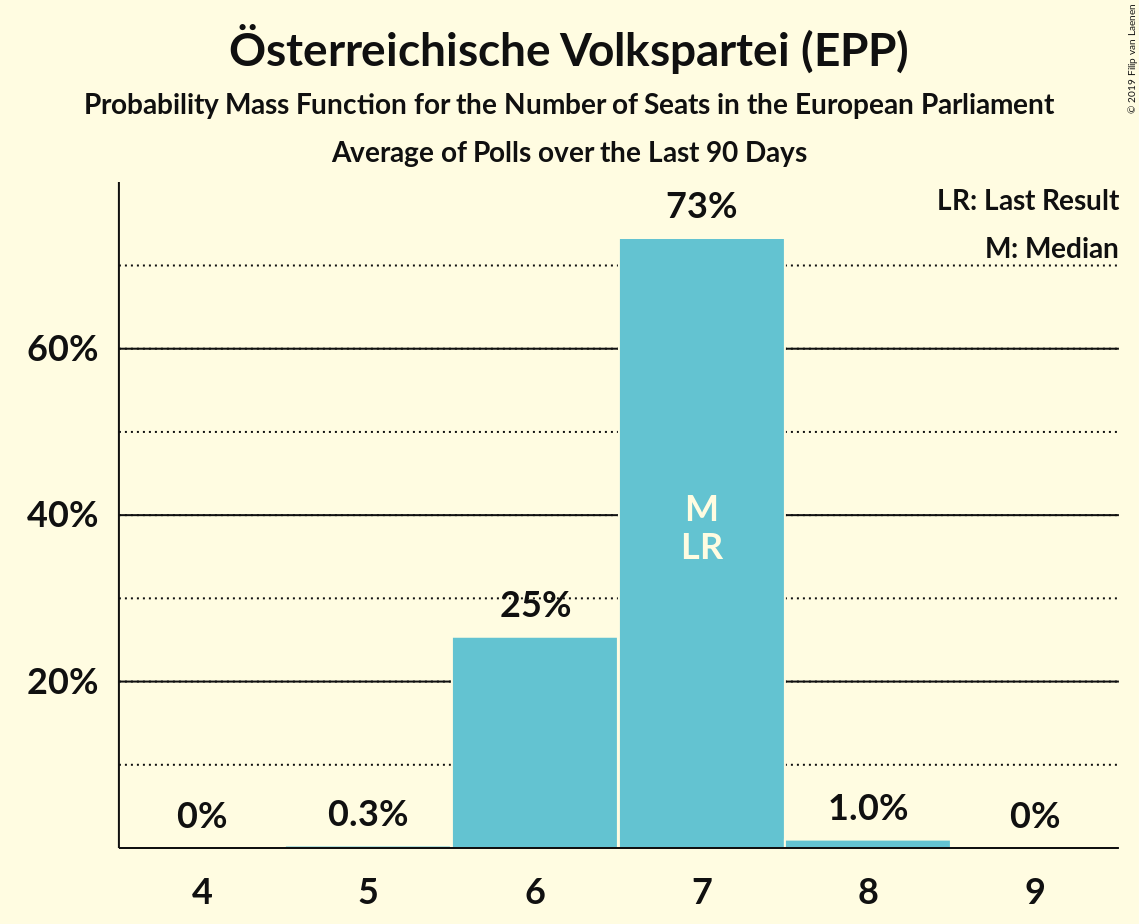 Österreichische Volkspartei (EPP)
Probability Mass Function for the Number of Seats in the European Parliament
Average of Polls over the Last 90 Days
© 2019 Filip van Laenen
LR: Last Result
M: Median
73%
60%
M
40%
LR
25%
20%
0%
0.3%
1.0%
0%
4
5
6
7
8
9